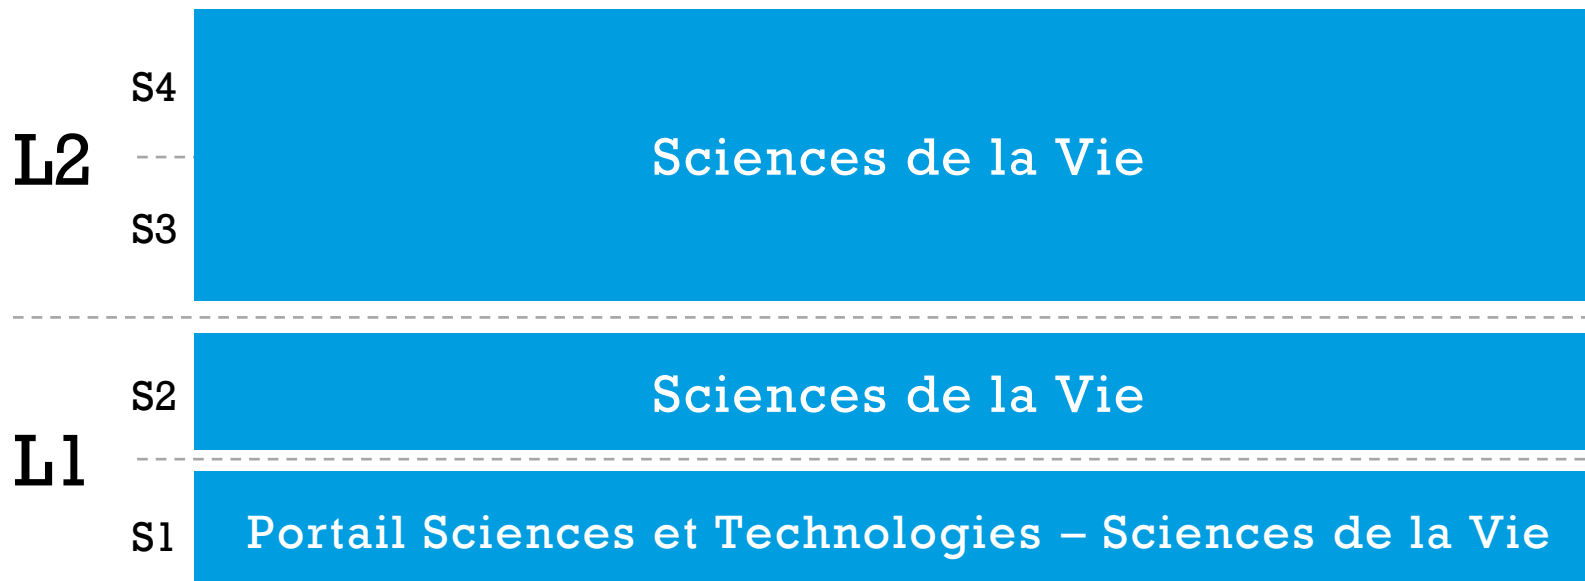 S4
L2
Sciences de la Vie
S3
S2
Sciences de la Vie
L1
S1
Portail Sciences et Technologies – Sciences de la Vie